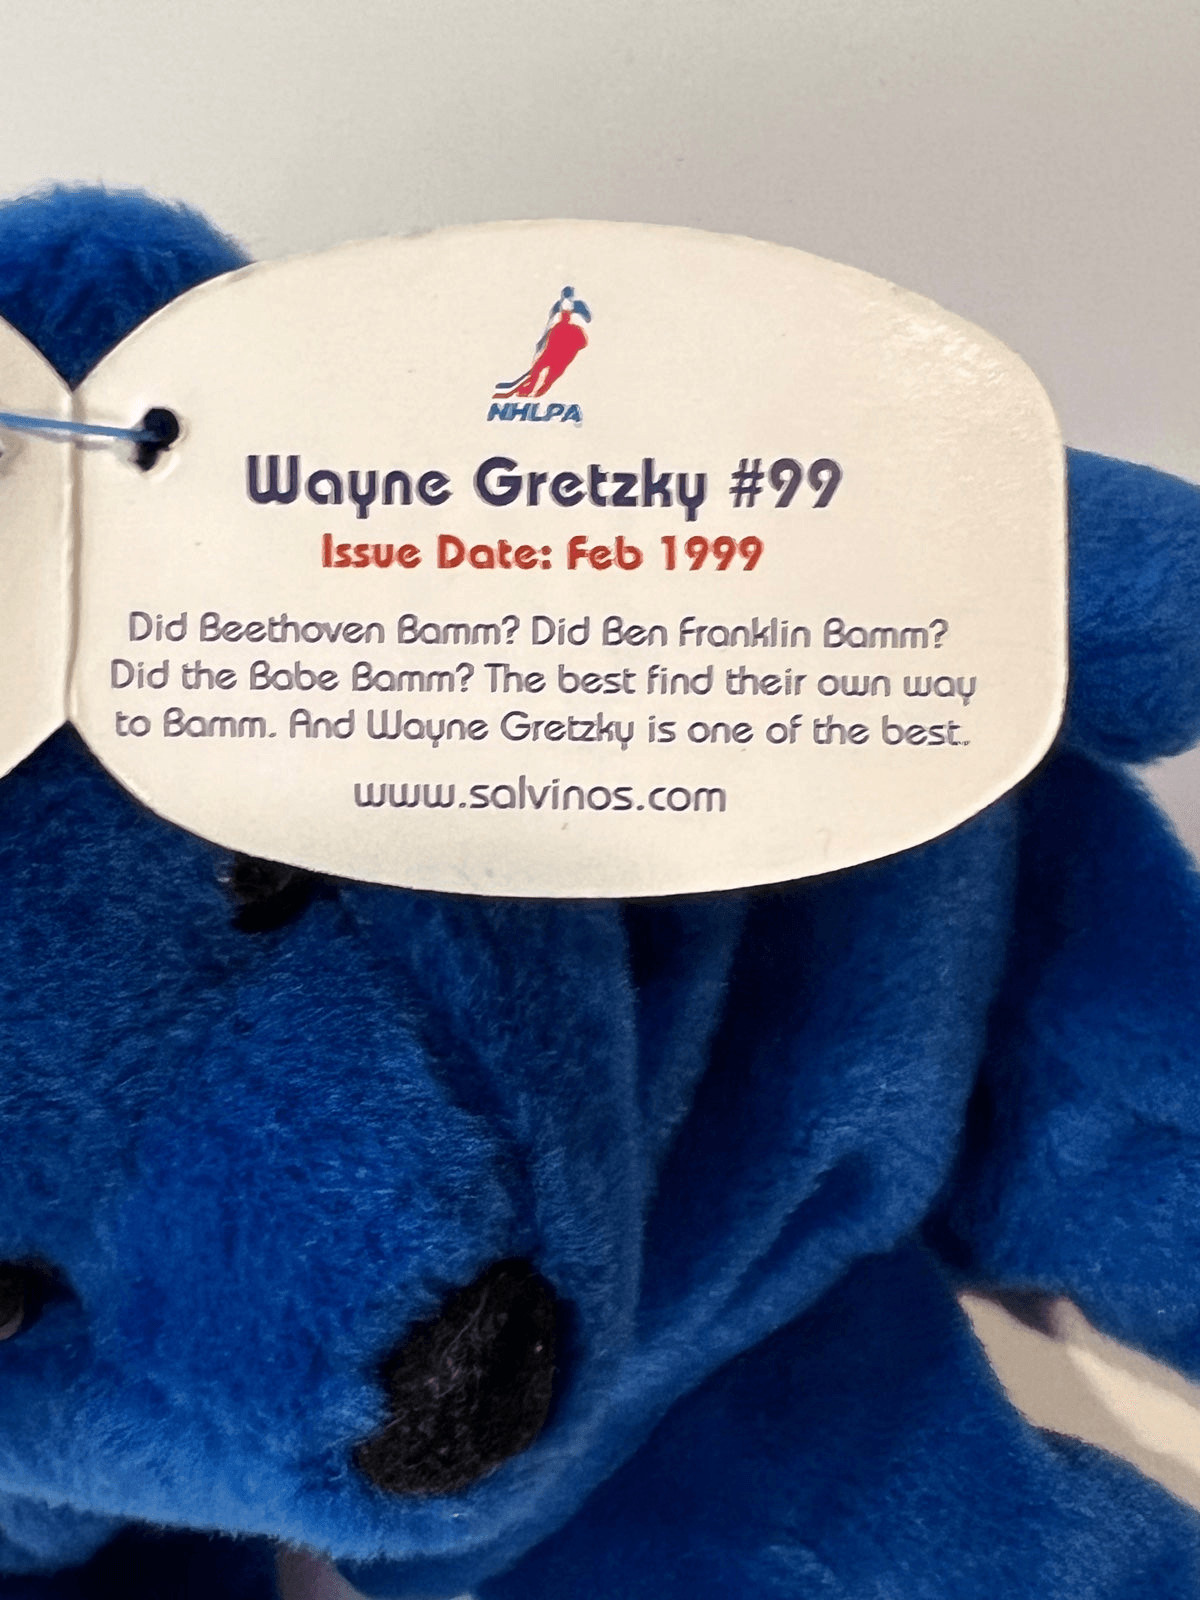 NHLPA
Wayne Gretzky #99
Issue Date: Feb 1999
Did Beethoven Bamm? Did Ben Franklin Bamm?
Did the Babe Bamm? The best find their own way
to Bamm. And Wayne Gretzky is one of the best.
www.salvinos.com